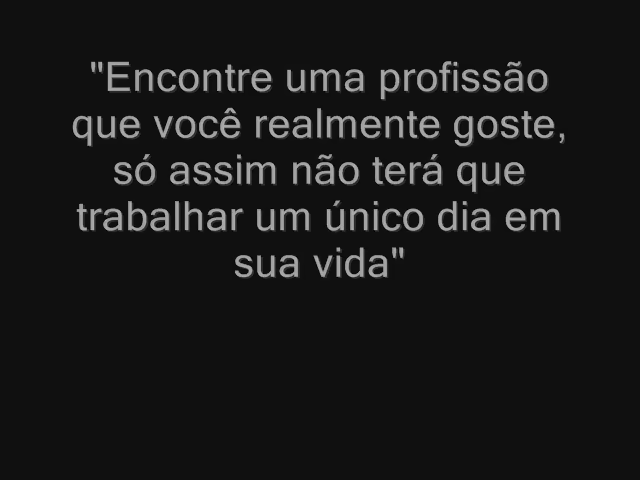 "Encontre uma profissão
que você realmente goste,
só assim não terá que
trabalhar um único dia em
sua vida"